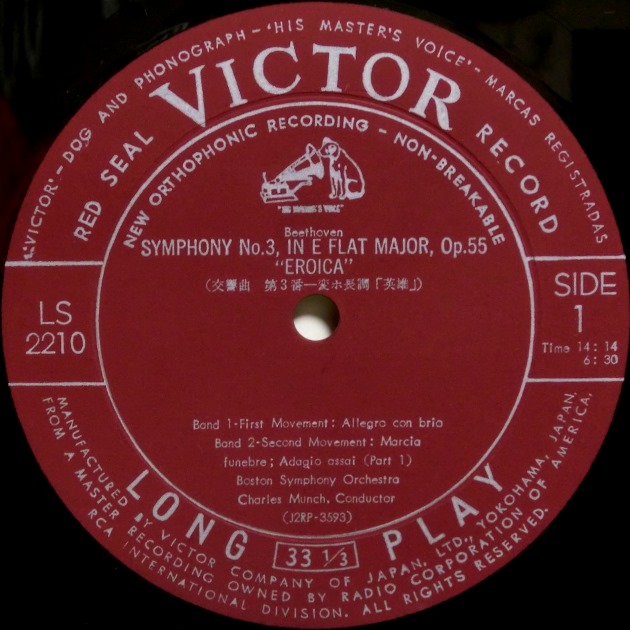 "VICTOR"-DOG AND PHONOGRAPH-"HIS MASTER'S VOICE"-MARCAS REGISTRADAS
RED SEAL VICTOR RECORD
NEW ORTHOPHONIC RECORDING - NON-BREAKABLE
"HIS MASTER'S VOICE"
Beethoven
SYMPHONY No.3, IN E FLAT MAJOR, Op.55
"EROICA"
(交響曲 第3番―変ホ長調「英雄」)
LS
2210
SIDE
1
Time 14:14
6:30
Band 1-First Movement: Allegro con brio
Band 2-Second Movement: Marcia
funebre; Adagio assai (Part 1)
Boston Symphony Orchestra
Charles Munch, Conductor
(J2RP-3593)
LONG 33 1/3 PLAY
MANUFACTURED BY VICTOR COMPANY OF JAPAN, LTD., YOKOHAMA, JAPAN,
FROM A MASTER RECORDING OWNED BY RADIO CORPORATION OF AMERICA.
RCA INTERNATIONAL DIVISION. ALL RIGHTS RESERVED.